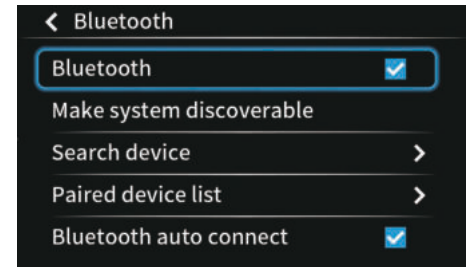 Bluetooth
Bluetooth
Make system discoverable
Search device
Paired device list
Bluetooth auto connect